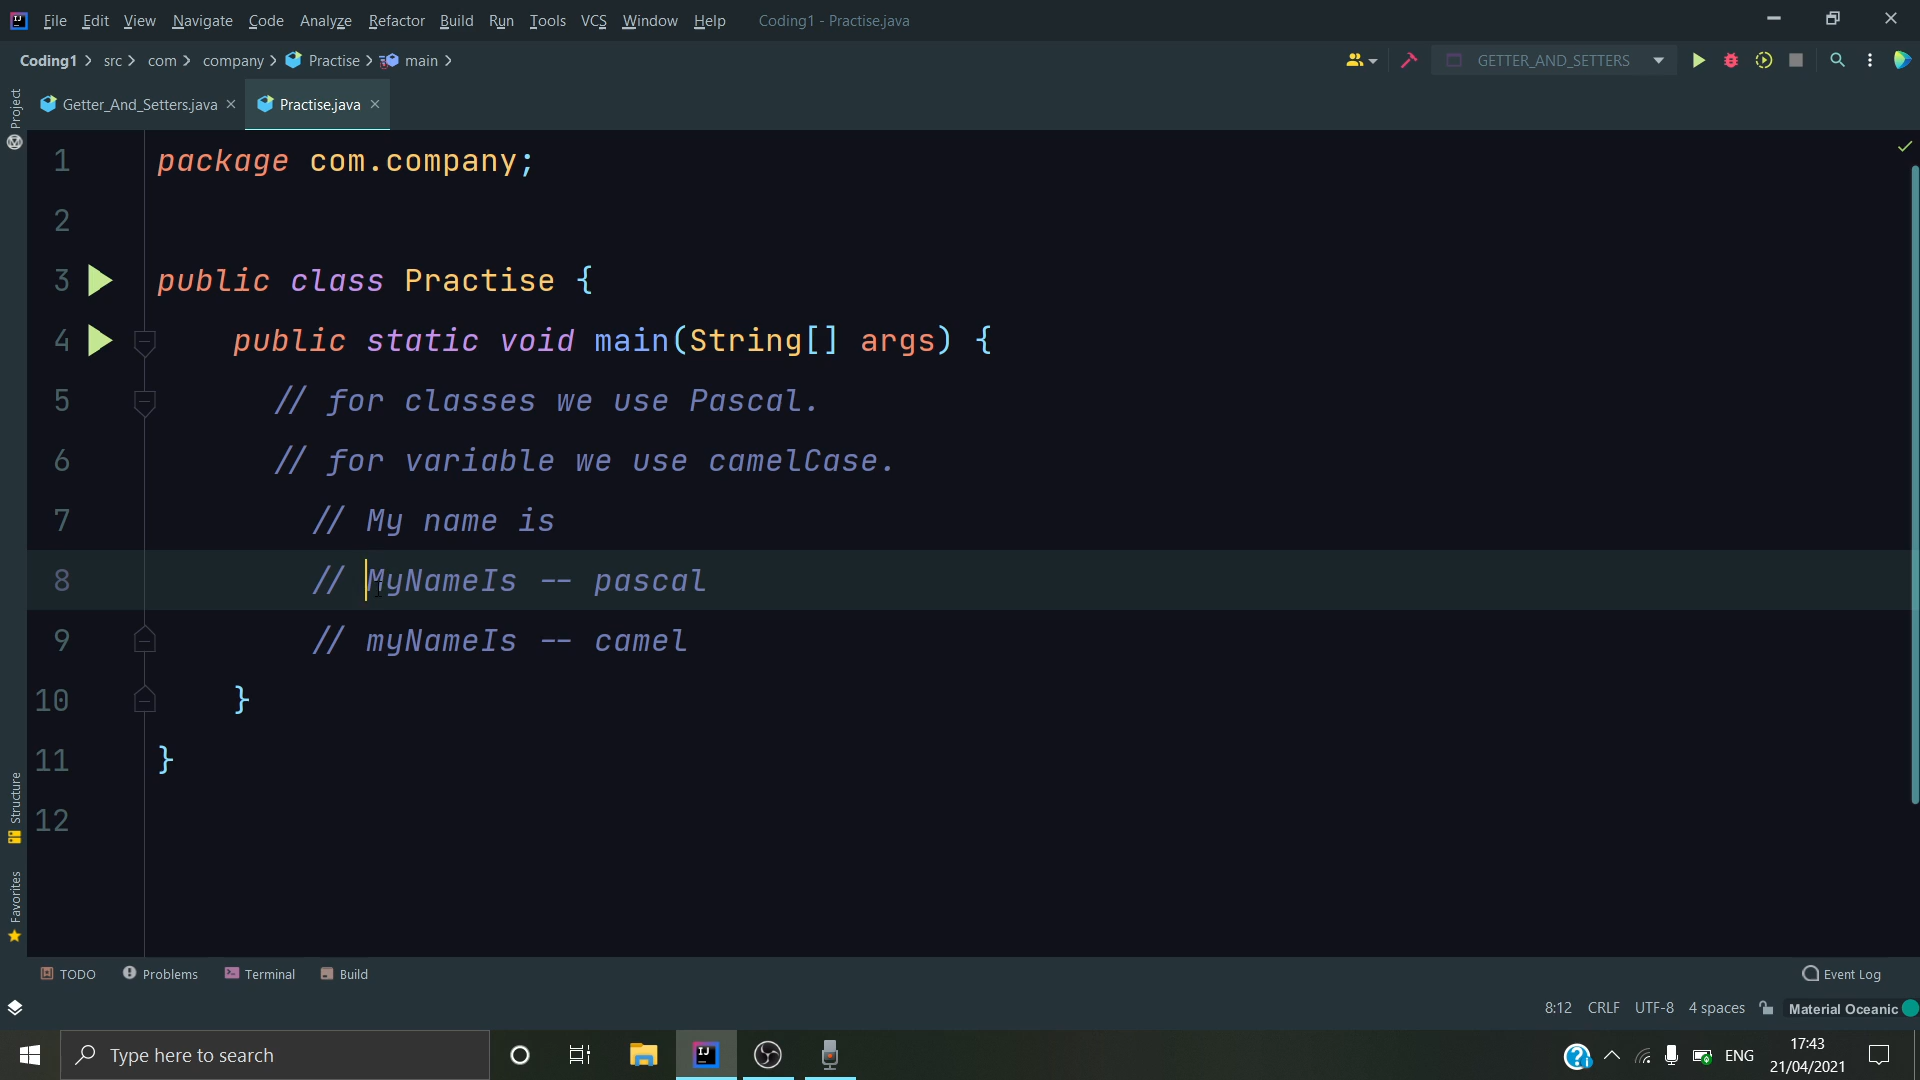 File Edit View Navigate Code Analyze Refactor Build Run Tools VCS Window Help Coding1 - Practise.java
Coding1 src com company Practise main GETTER_AND_SETTERS
Project
Getter_And_Setters.java Practise.java
1 package com.company;
2
3 public class Practise {
4 public static void main(String[] args) {
5 // for classes we use Pascal.
6 // for variable we use camelCase.
7 // My name is
8 // MyNameIs -- pascal
9 // myNameIs -- camel
10 }
11 }
12
Structure
Favorites
TODO Problems Terminal Build Event Log
8:12 CRLF UTF-8 4 spaces Material Oceanic
Type here to search ENG 17:43
21/04/2021